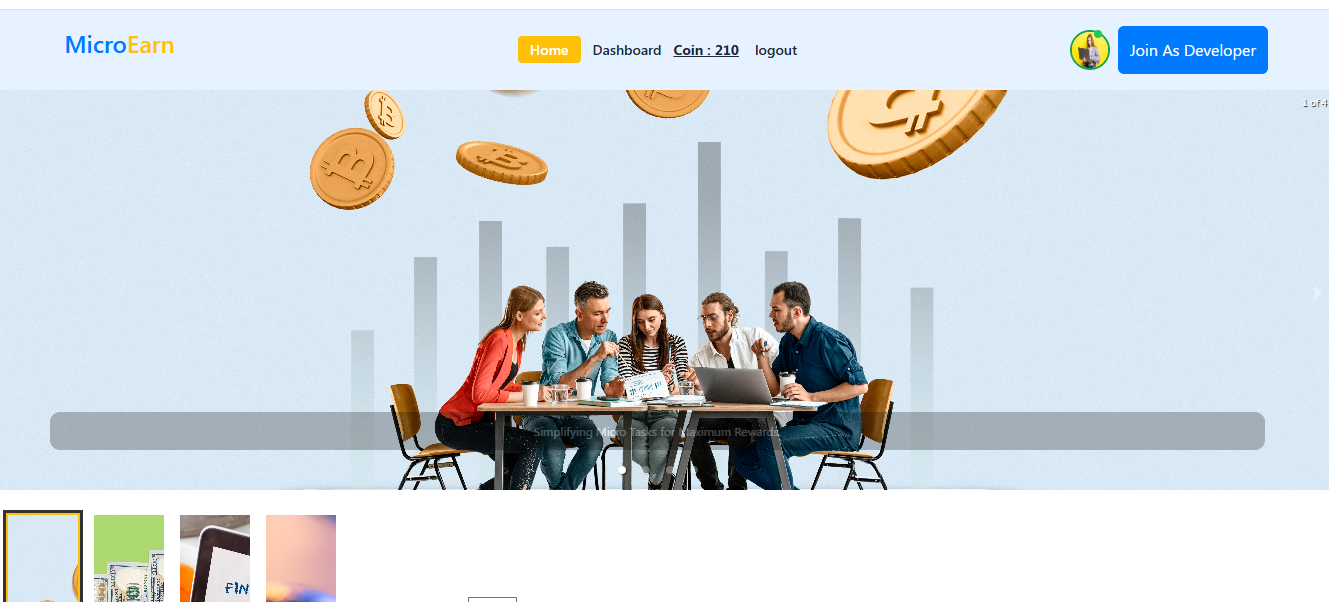 MicroEarn
Home Dashboard Coin : 210 logout
Join As Developer
1 of 4
Simplifying Micro Tasks for Maximum Rewards.
FIN